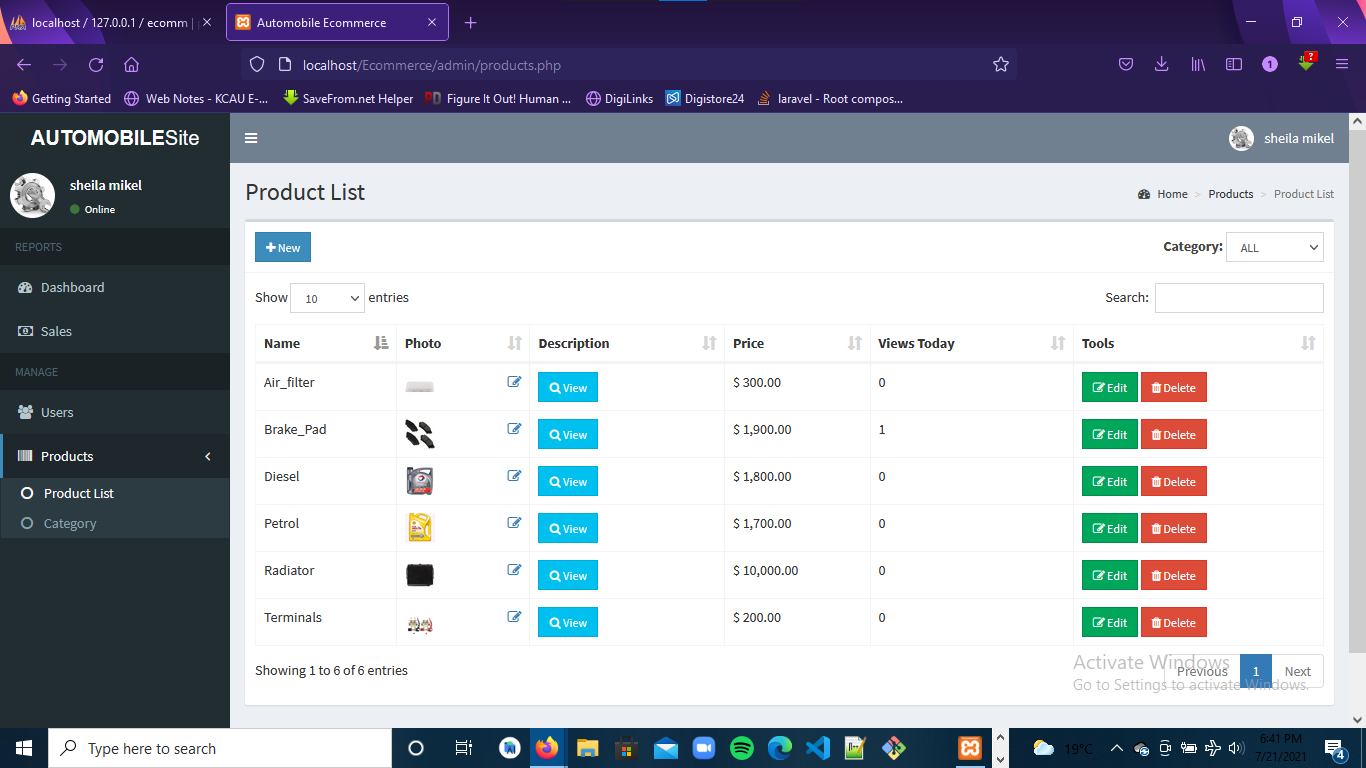 localhost / 127.0.0.1 / ecomm |
Automobile Ecommerce
localhost/Ecommerce/admin/products.php
1
?
Getting Started
Web Notes - KCAU E-...
SaveFrom.net Helper
Figure It Out! Human ...
DigiLinks
Digistore24
laravel - Root compos...
AUTOMOBILESite
sheila mikel
sheila mikel
Online
REPORTS
Dashboard
Sales
MANAGE
Users
Products
Product List
Category
Product List
Home > Products > Product List
New
Category: ALL
Show 10 entries
Search:
Name Photo Description Price Views Today Tools
Air_filter View $ 300.00 0 Edit Delete
Brake_Pad View $ 1,900.00 1 Edit Delete
Diesel View $ 1,800.00 0 Edit Delete
Petrol View $ 1,700.00 0 Edit Delete
Radiator View $ 10,000.00 0 Edit Delete
Terminals View $ 200.00 0 Edit Delete
Showing 1 to 6 of 6 entries
Previous 1 Next
Activate Windows
Go to Settings to activate Windows.
Type here to search
19°C
6:41 PM
7/21/2021
4